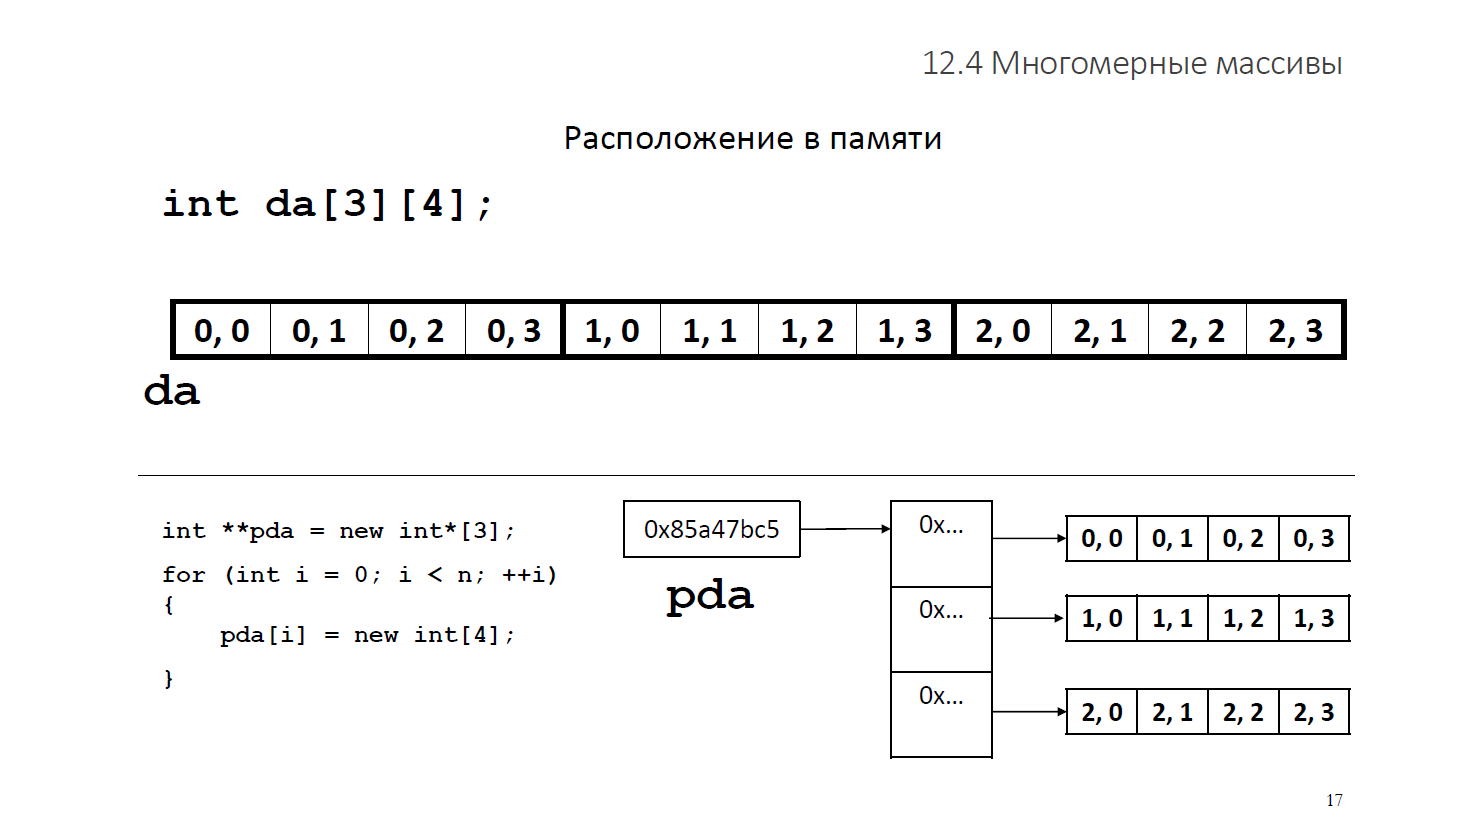 12.4 Многомерные массивы
Расположение в памяти
int da[3][4];
0, 0 0, 1 0, 2 0, 3 1, 0 1, 1 1, 2 1, 3 2, 0 2, 1 2, 2 2, 3
da
int **pda = new int*[3];
for (int i = 0; i < n; ++i)
{
pda[i] = new int[4];
}
0x85a47bc5
pda
0x...
0x...
0x...
0, 0 0, 1 0, 2 0, 3
1, 0 1, 1 1, 2 1, 3
2, 0 2, 1 2, 2 2, 3
17